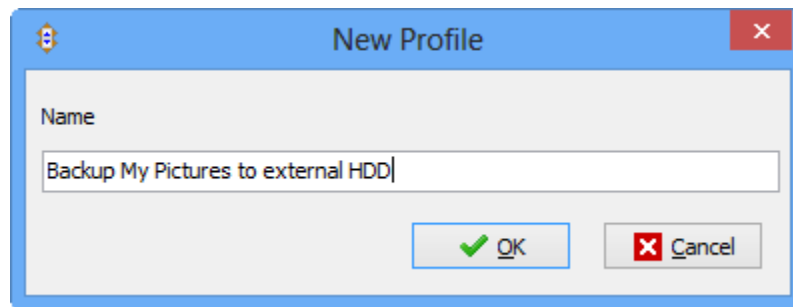 New Profile
Name
Backup My Pictures to external HDD
OK
Cancel